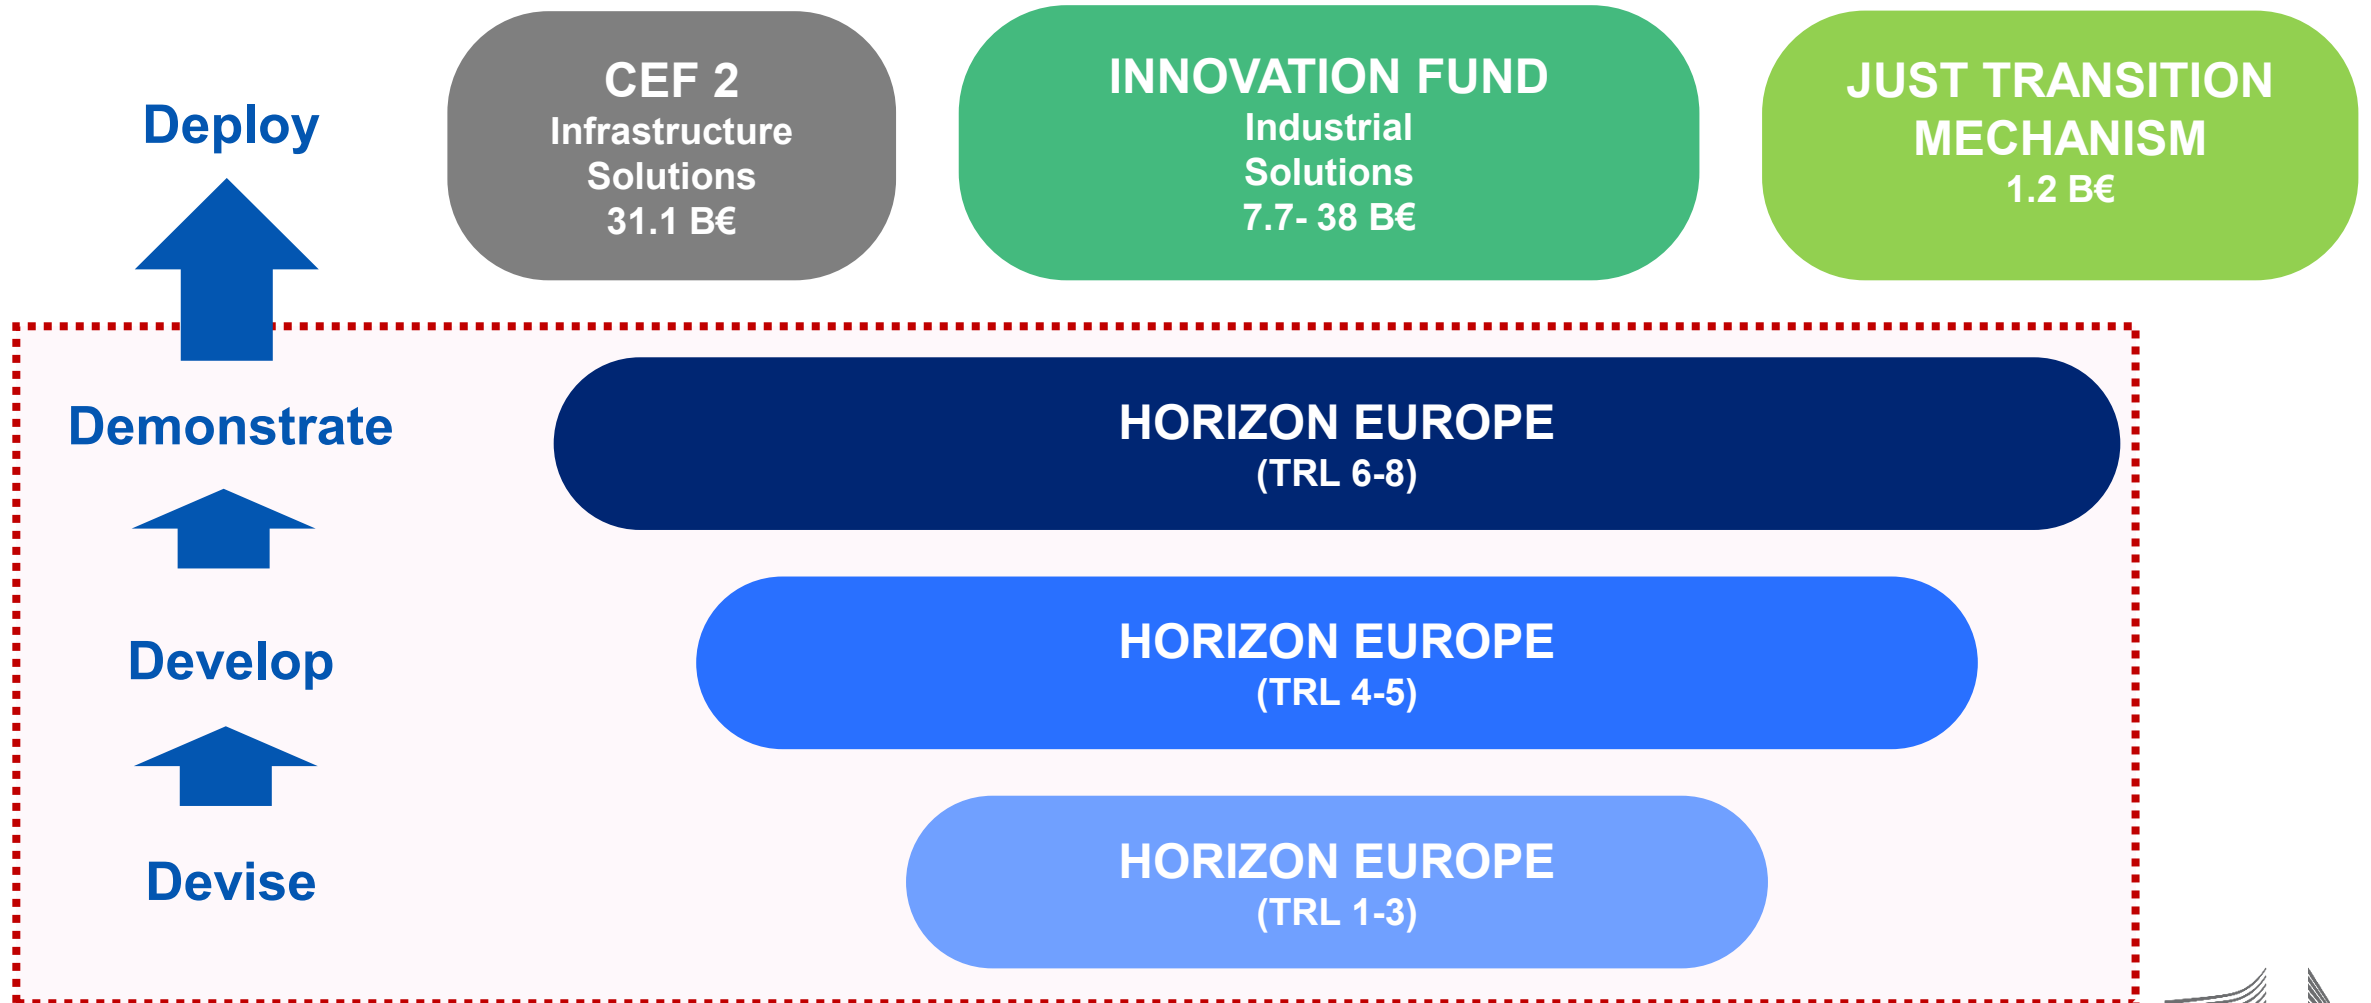 Deploy
CEF 2
Infrastructure
Solutions
31.1 B€
INNOVATION FUND
Industrial
Solutions
7.7- 38 B€
JUST TRANSITION
MECHANISM
1.2 B€
Demonstrate
HORIZON EUROPE
(TRL 6-8)
Develop
HORIZON EUROPE
(TRL 4-5)
Devise
HORIZON EUROPE
(TRL 1-3)